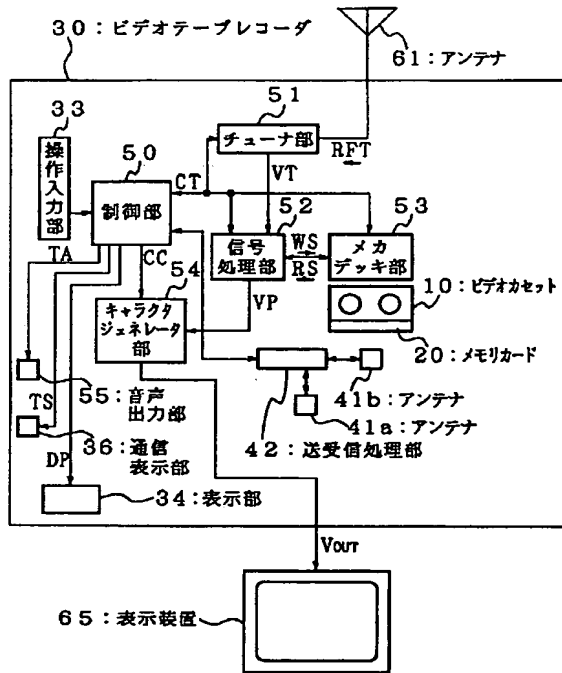 30：ビデオテープレコーダ
61：アンテナ
33
51
操作入力部
50
チューナ部
RFT
VT
CT
制御部
52
53
信号
処理部
WS
RS
メカ
デッキ部
TA
CC
54
VP
キャラクタ
ジェネレータ
部
10：ビデオカセット
20：メモリカード
55：音声
出力部
TS
41b：アンテナ
41a：アンテナ
36：通信
表示部
42：送受信処理部
DP
34：表示部
VOUT
65：表示装置